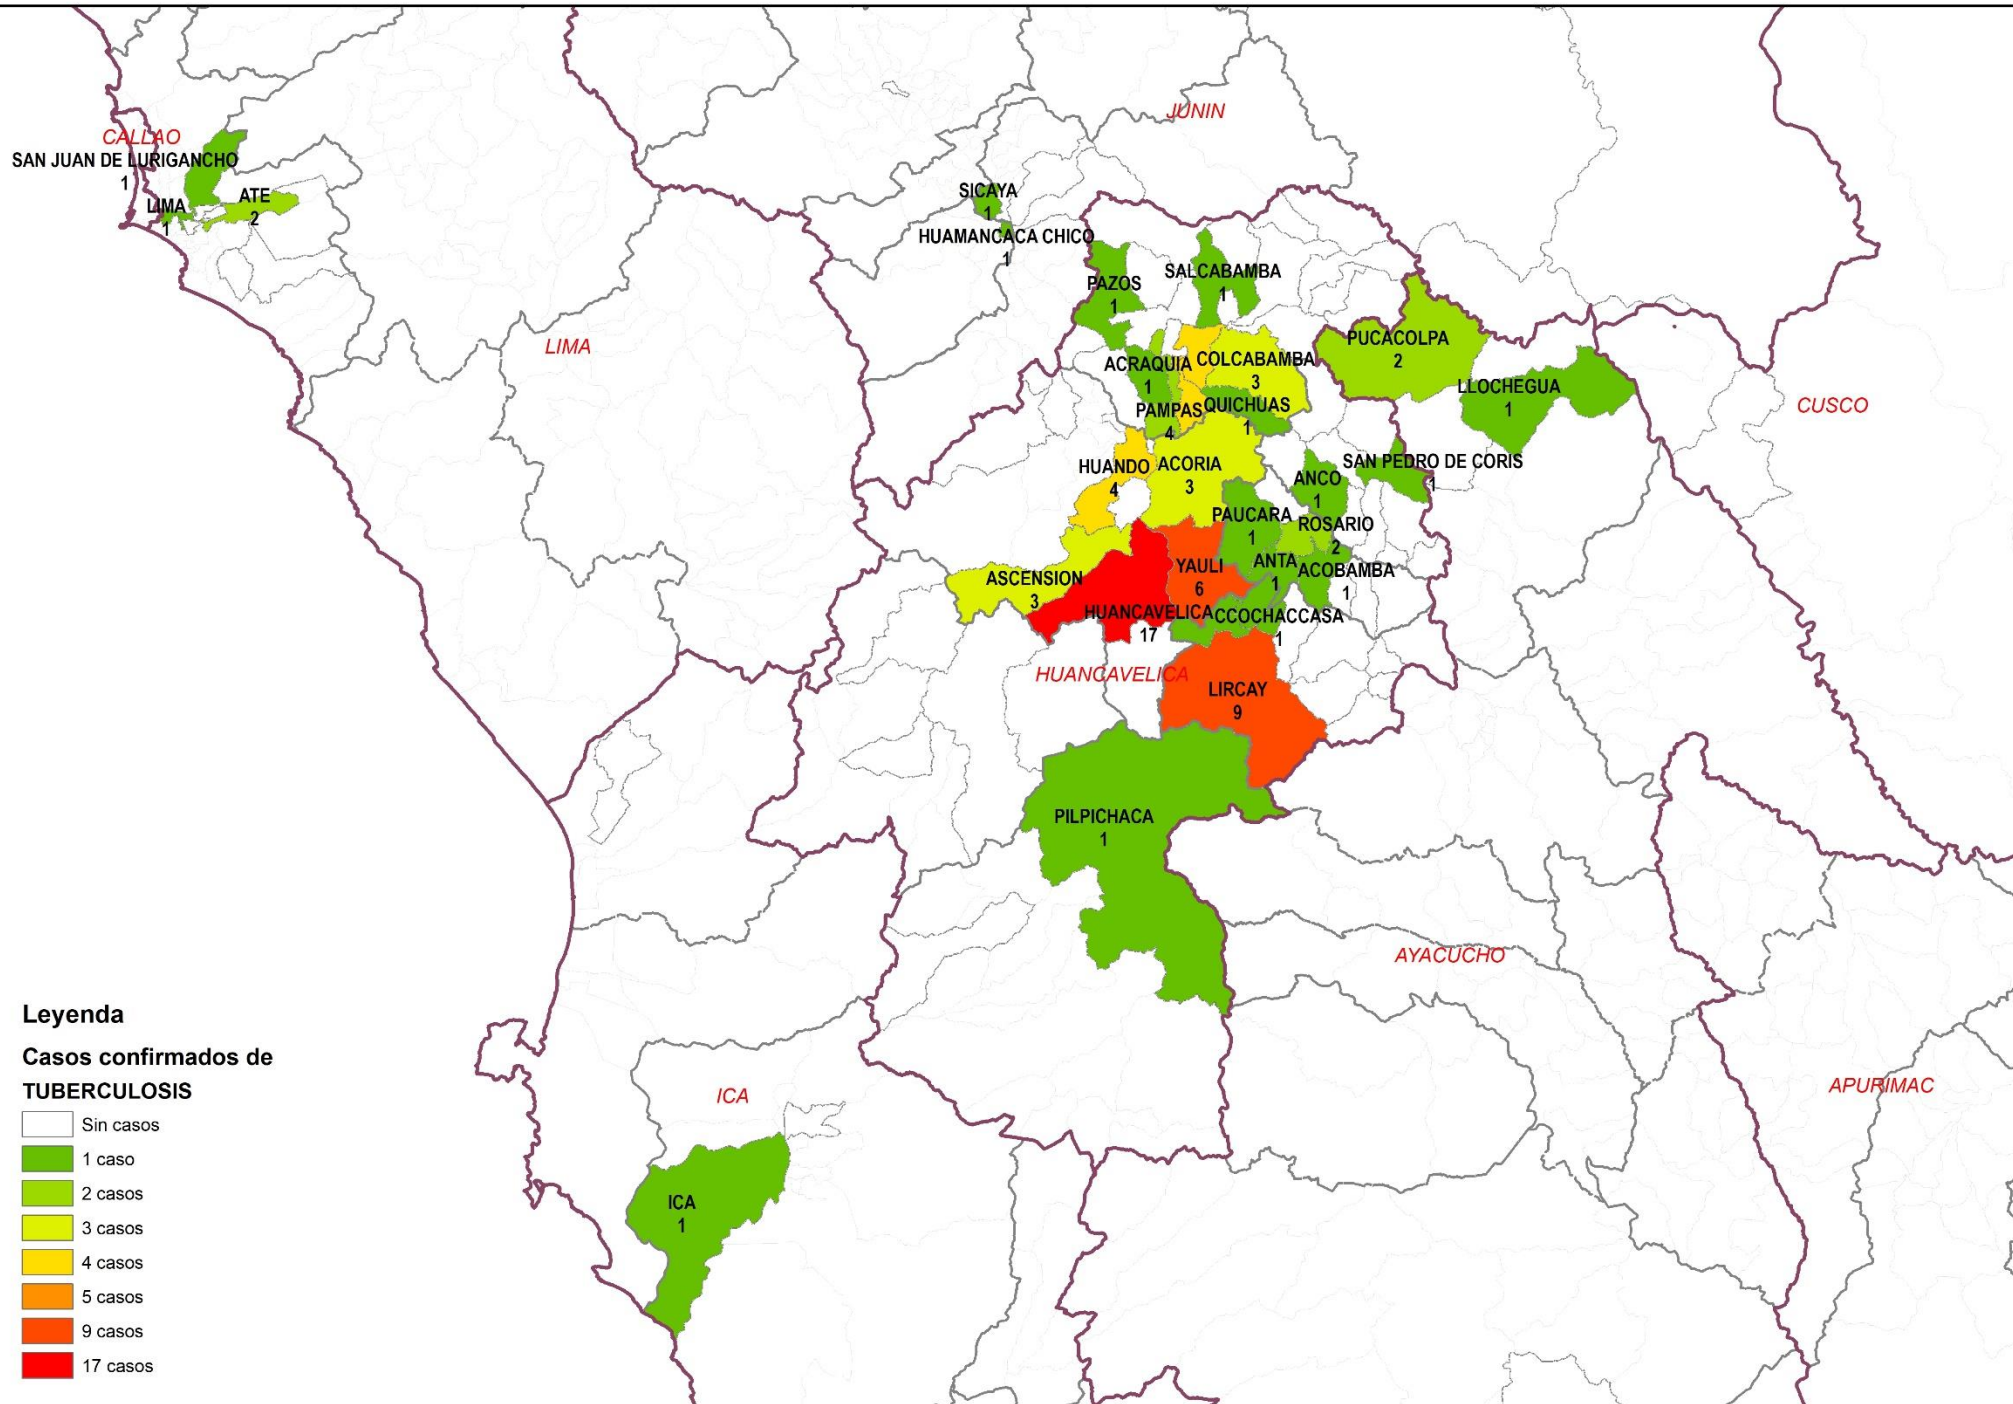 JUNIN
CALLAO
SAN JUAN DE LURIGANCHO
1
LIMA
1
ATE
2
SICAYA
1
HUAMANCACA CHICO
1
PAZOS
1
SALCABAMBA
1
LIMA
PUCACOLPA
2
ACRAQUIA
1
COLCABAMBA
3
LLOCHEGUA
1
CUSCO
PAMPAS
4
QUICHUAS
1
HUANDO
4
ACORIA
3
SAN PEDRO DE CORIS
1
ANCO
1
PAUCARA
1
ROSARIO
2
YAULI
6
ANTA
1
ACOBAMBA
1
ASCENSION
3
HUANCAVELICA
17
CCOCHACCASA
1
HUANCAVELICA
LIRCAY
9
PILPICHACA
1
AYACUCHO
APURIMAC
ICA
ICA
1
Leyenda
Casos confirmados de
TUBERCULOSIS
Sin casos
1 caso
2 casos
3 casos
4 casos
5 casos
9 casos
17 casos